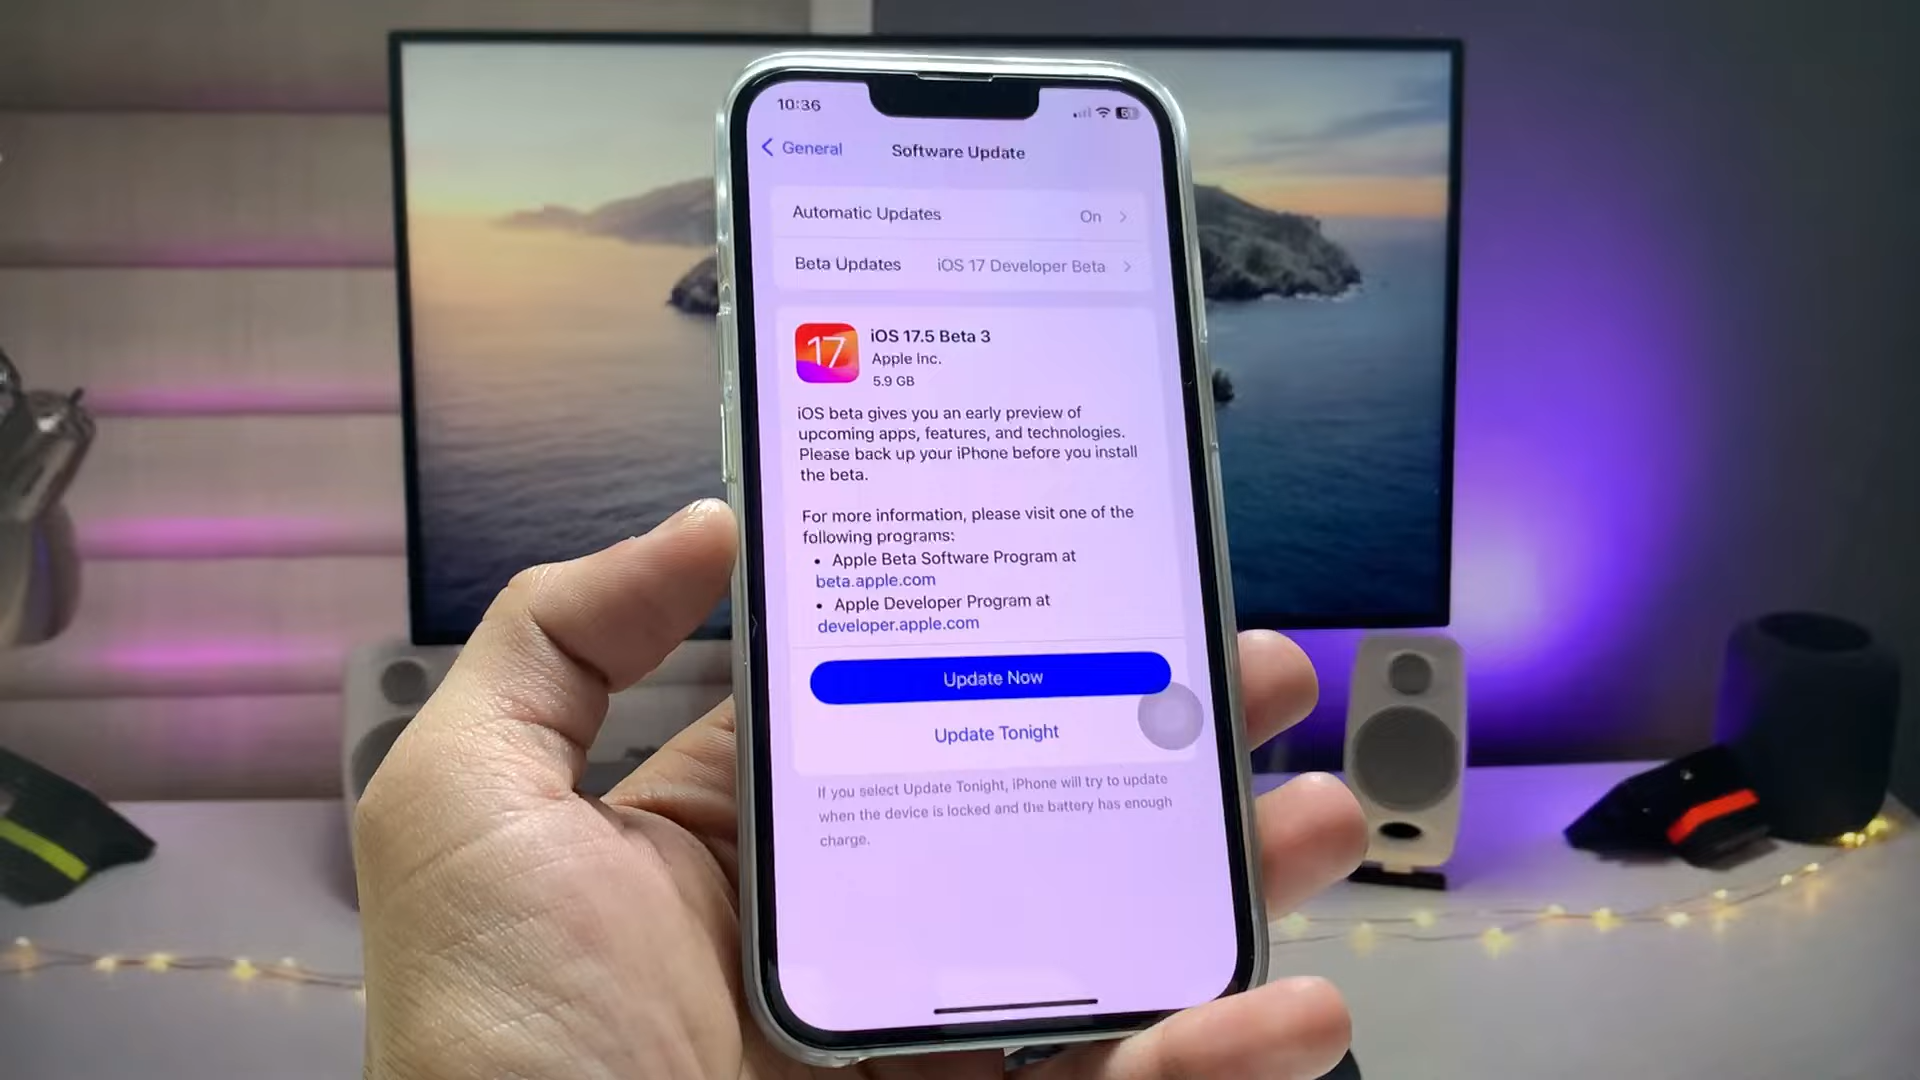 10:36
General
Software Update
Automatic Updates On
Beta Updates iOS 17 Developer Beta
17
iOS 17.5 Beta 3
Apple Inc.
5.9 GB
iOS beta gives you an early preview of
upcoming apps, features, and technologies.
Please back up your iPhone before you install
the beta.
For more information, please visit one of the
following programs:
• Apple Beta Software Program at
beta.apple.com
• Apple Developer Program at
developer.apple.com
Update Now
Update Tonight
If you select Update Tonight, iPhone will try to update
when the device is locked and the battery has enough
charge.